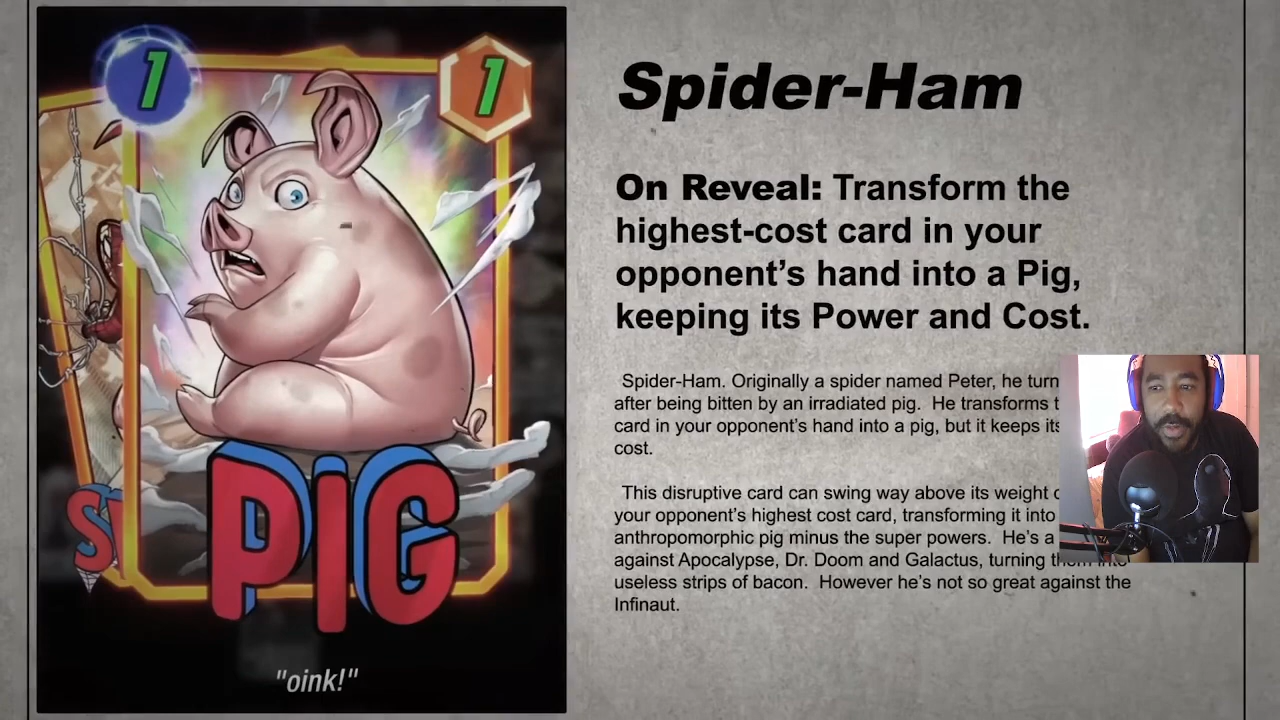 1
1
PIG
"oink!"
Spider-Ham
On Reveal: Transform the
highest-cost card in your
opponent’s hand into a Pig,
keeping its Power and Cost.
Spider-Ham. Originally a spider named Peter, he
after being bitten by an irradiated pig.  He transforms
card in your opponent’s hand into a pig, but it keeps its
cost.
This disruptive card can swing way above its weight
your opponent’s highest cost card, transforming it into
anthropomorphic pig minus the super powers.  He’s a
against Apocalypse, Dr. Doom and Galactus, turning
useless strips of bacon.  However he’s not so great against the
Infinaut.